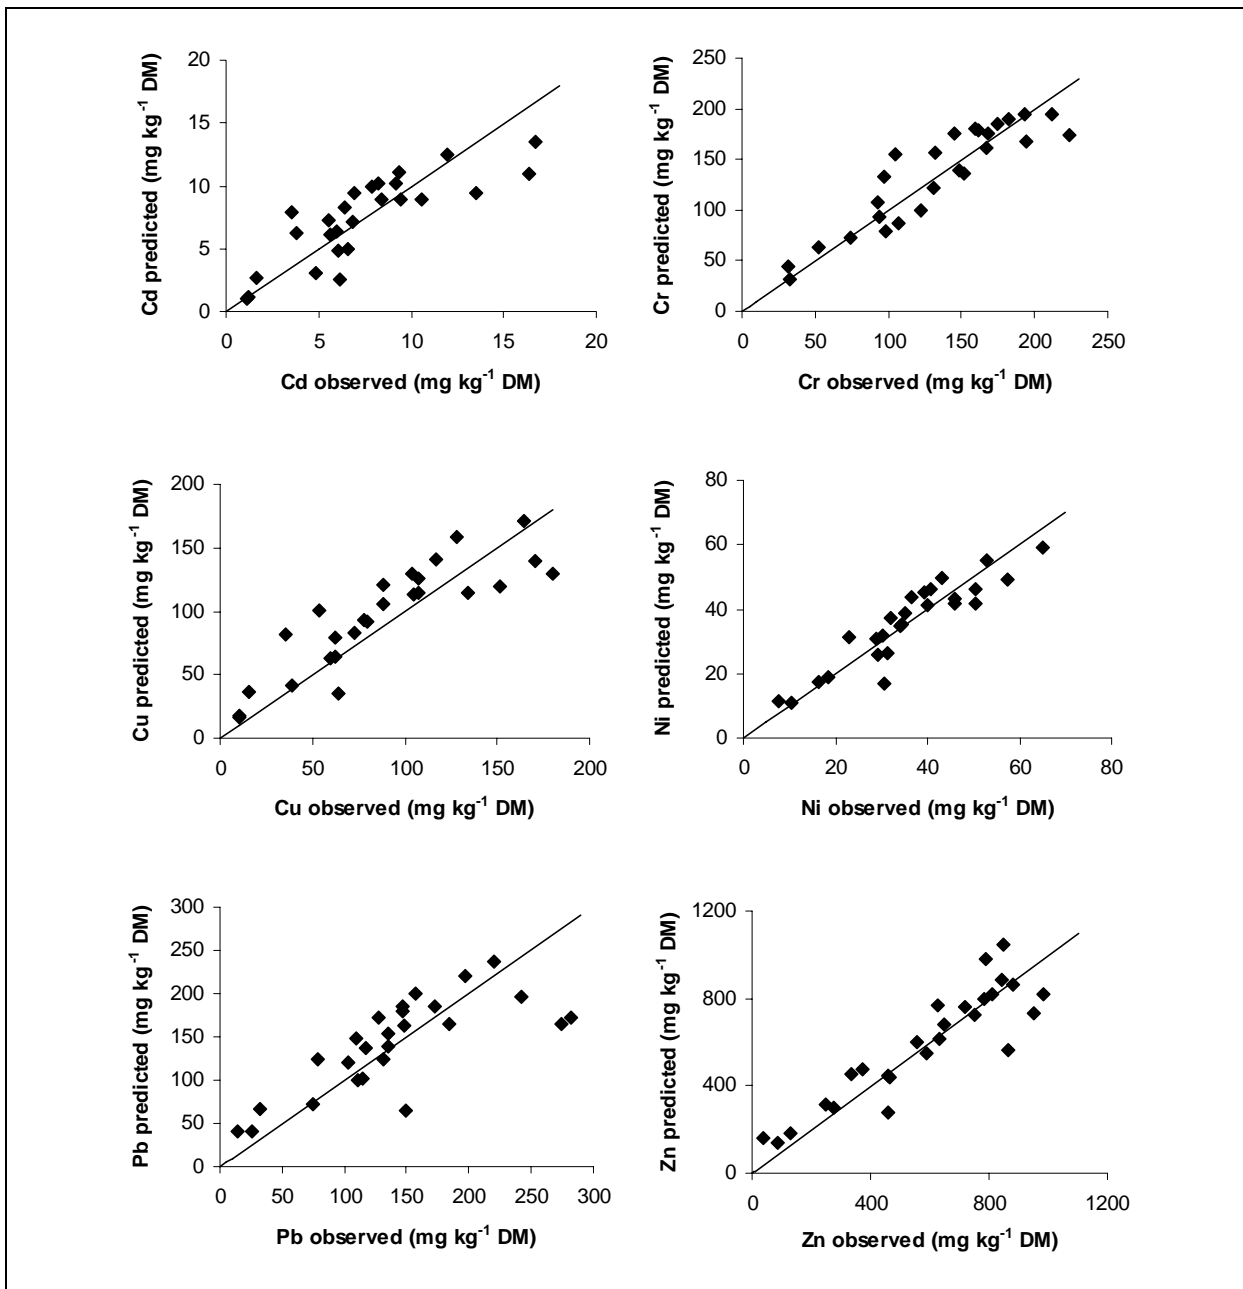 20
15
10
5
0
Cd predicted (mg kg⁻¹ DM)
0 5 10 15 20
Cd observed (mg kg⁻¹ DM)
250
200
150
100
50
0
Cr predicted (mg kg⁻¹ DM)
0 50 100 150 200 250
Cr observed (mg kg⁻¹ DM)
200
150
100
50
0
Cu predicted (mg kg⁻¹ DM)
0 50 100 150 200
Cu observed (mg kg⁻¹ DM)
80
60
40
20
0
Ni predicted (mg kg⁻¹ DM)
0 20 40 60 80
Ni observed (mg kg⁻¹ DM)
300
250
200
150
100
50
0
Pb predicted (mg kg⁻¹ DM)
0 50 100 150 200 250 300
Pb observed (mg kg⁻¹ DM)
1200
800
400
0
Zn predicted (mg kg⁻¹ DM)
0 400 800 1200
Zn observed (mg kg⁻¹ DM)